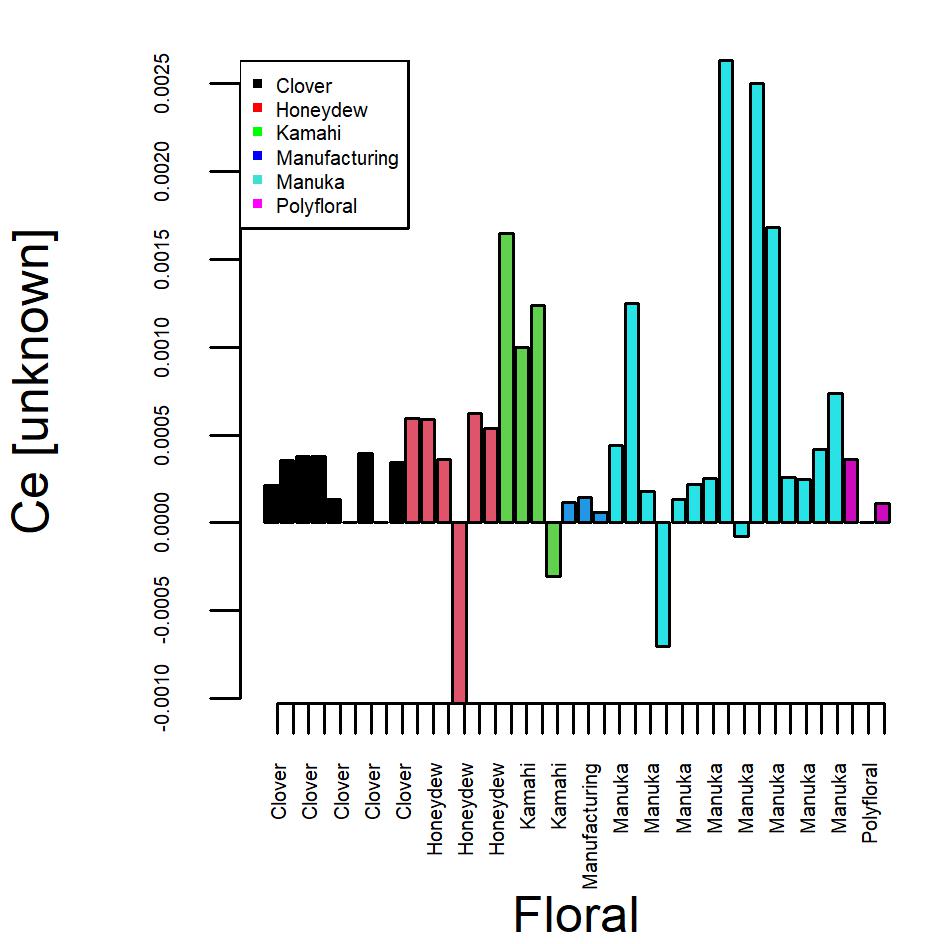 Ce [unknown]
0.0025
0.0020
0.0015
0.0010
0.0005
0.0000
-0.0005
-0.0010
Clover
Honeydew
Kamahi
Manufacturing
Manuka
Polyfloral
Clover
Clover
Clover
Clover
Clover
Honeydew
Honeydew
Honeydew
Kamahi
Kamahi
Manufacturing
Manuka
Manuka
Manuka
Manuka
Manuka
Manuka
Manuka
Manuka
Polyfloral
Floral